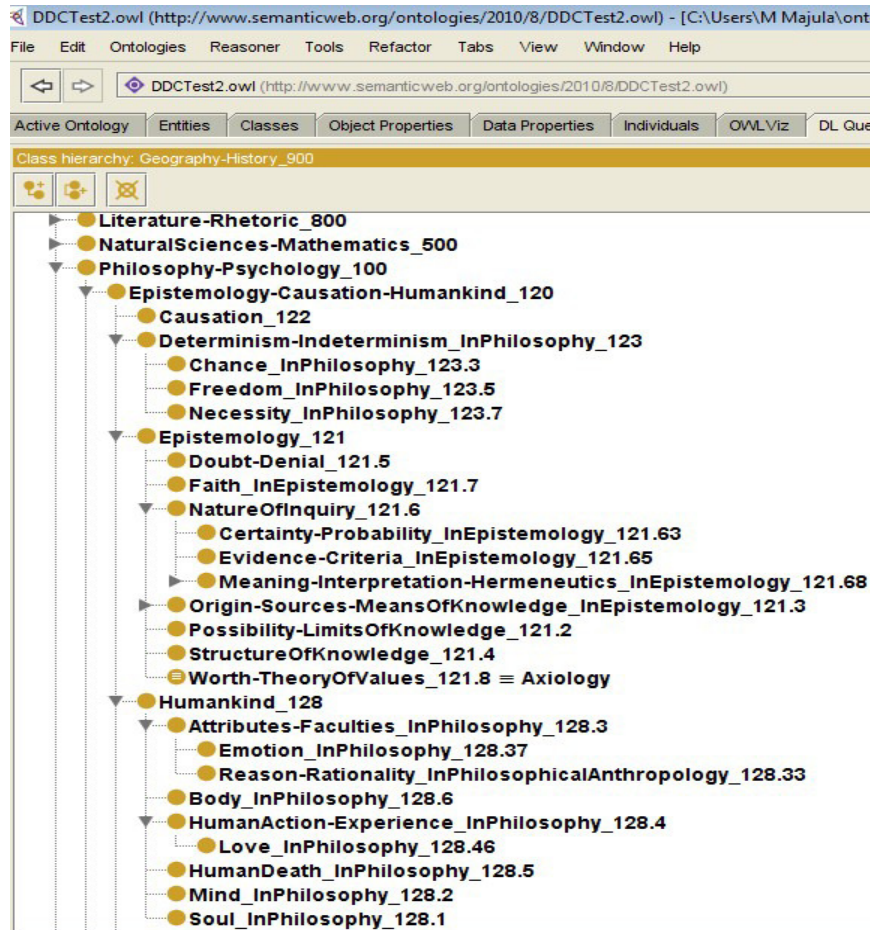 DDCTest2.owl (http://www.semanticweb.org/ontologies/2010/8/DDCTest2.owl) - [C:\Users\M Majula\ont
File Edit Ontologies Reasoner Tools Refactor Tabs View Window Help
DDCTest2.owl (http://www.semanticweb.org/ontologies/2010/8/DDCTest2.owl)
Active Ontology Entities Classes Object Properties Data Properties Individuals OWLViz DL Que
Class hierarchy: Geography-History_900
Literature-Rhetoric_800
NaturalSciences-Mathematics_500
Philosophy-Psychology_100
Epistemology-Causation-Humankind_120
Causation_122
Determinism-Indeterminism_InPhilosophy_123
Chance_InPhilosophy_123.3
Freedom_InPhilosophy_123.5
Necessity_InPhilosophy_123.7
Epistemology_121
Doubt-Denial_121.5
Faith_InEpistemology_121.7
NatureOfInquiry_121.6
Certainty-Probability_InEpistemology_121.63
Evidence-Criteria_InEpistemology_121.65
Meaning-Interpretation-Hermeneutics_InEpistemology_121.68
Origin-Sources-MeansOfKnowledge_InEpistemology_121.3
Possibility-LimitsOfKnowledge_121.2
StructureOfKnowledge_121.4
Worth-TheoryOfValues_121.8 ≡ Axiology
Humankind_128
Attributes-Faculties_InPhilosophy_128.3
Emotion_InPhilosophy_128.37
Reason-Rationality_InPhilosophicalAnthropology_128.33
Body_InPhilosophy_128.6
HumanAction-Experience_InPhilosophy_128.4
Love_InPhilosophy_128.46
HumanDeath_InPhilosophy_128.5
Mind_InPhilosophy_128.2
Soul_InPhilosophy_128.1